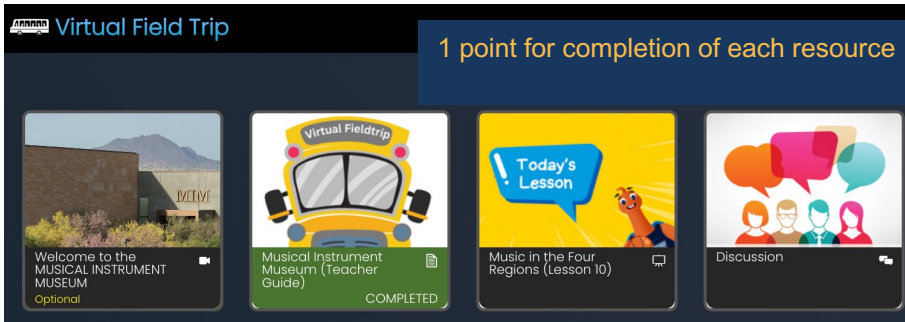 Virtual Field Trip
1 point for completion of each resource
MIM
Welcome to the
MUSICAL INSTRUMENT
MUSEUM
Optional
Virtual Fieldtrip
Musical Instrument
Museum (Teacher
Guide)
COMPLETED
! Today's
Lesson
Music in the Four
Regions (Lesson 10)
Discussion